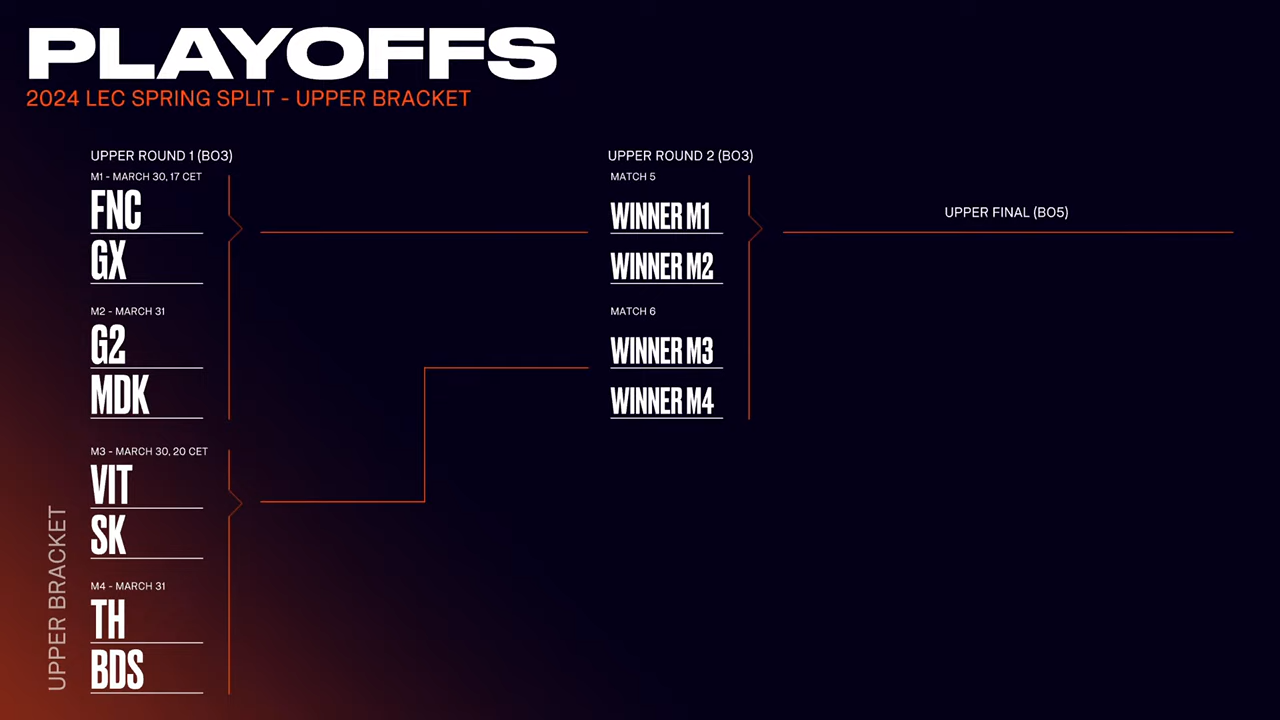 PLAYOFFS
2024 LEC SPRING SPLIT - UPPER BRACKET
UPPER ROUND 1 (BO3)
M1 - MARCH 30, 17 CET
FNC
GX
M2 - MARCH 31
G2
MDK
M3 - MARCH 30, 20 CET
VIT
SK
M4 - MARCH 31
TH
BDS
UPPER BRACKET
UPPER ROUND 2 (BO3)
MATCH 5
WINNER M1
WINNER M2
MATCH 6
WINNER M3
WINNER M4
UPPER FINAL (BO5)